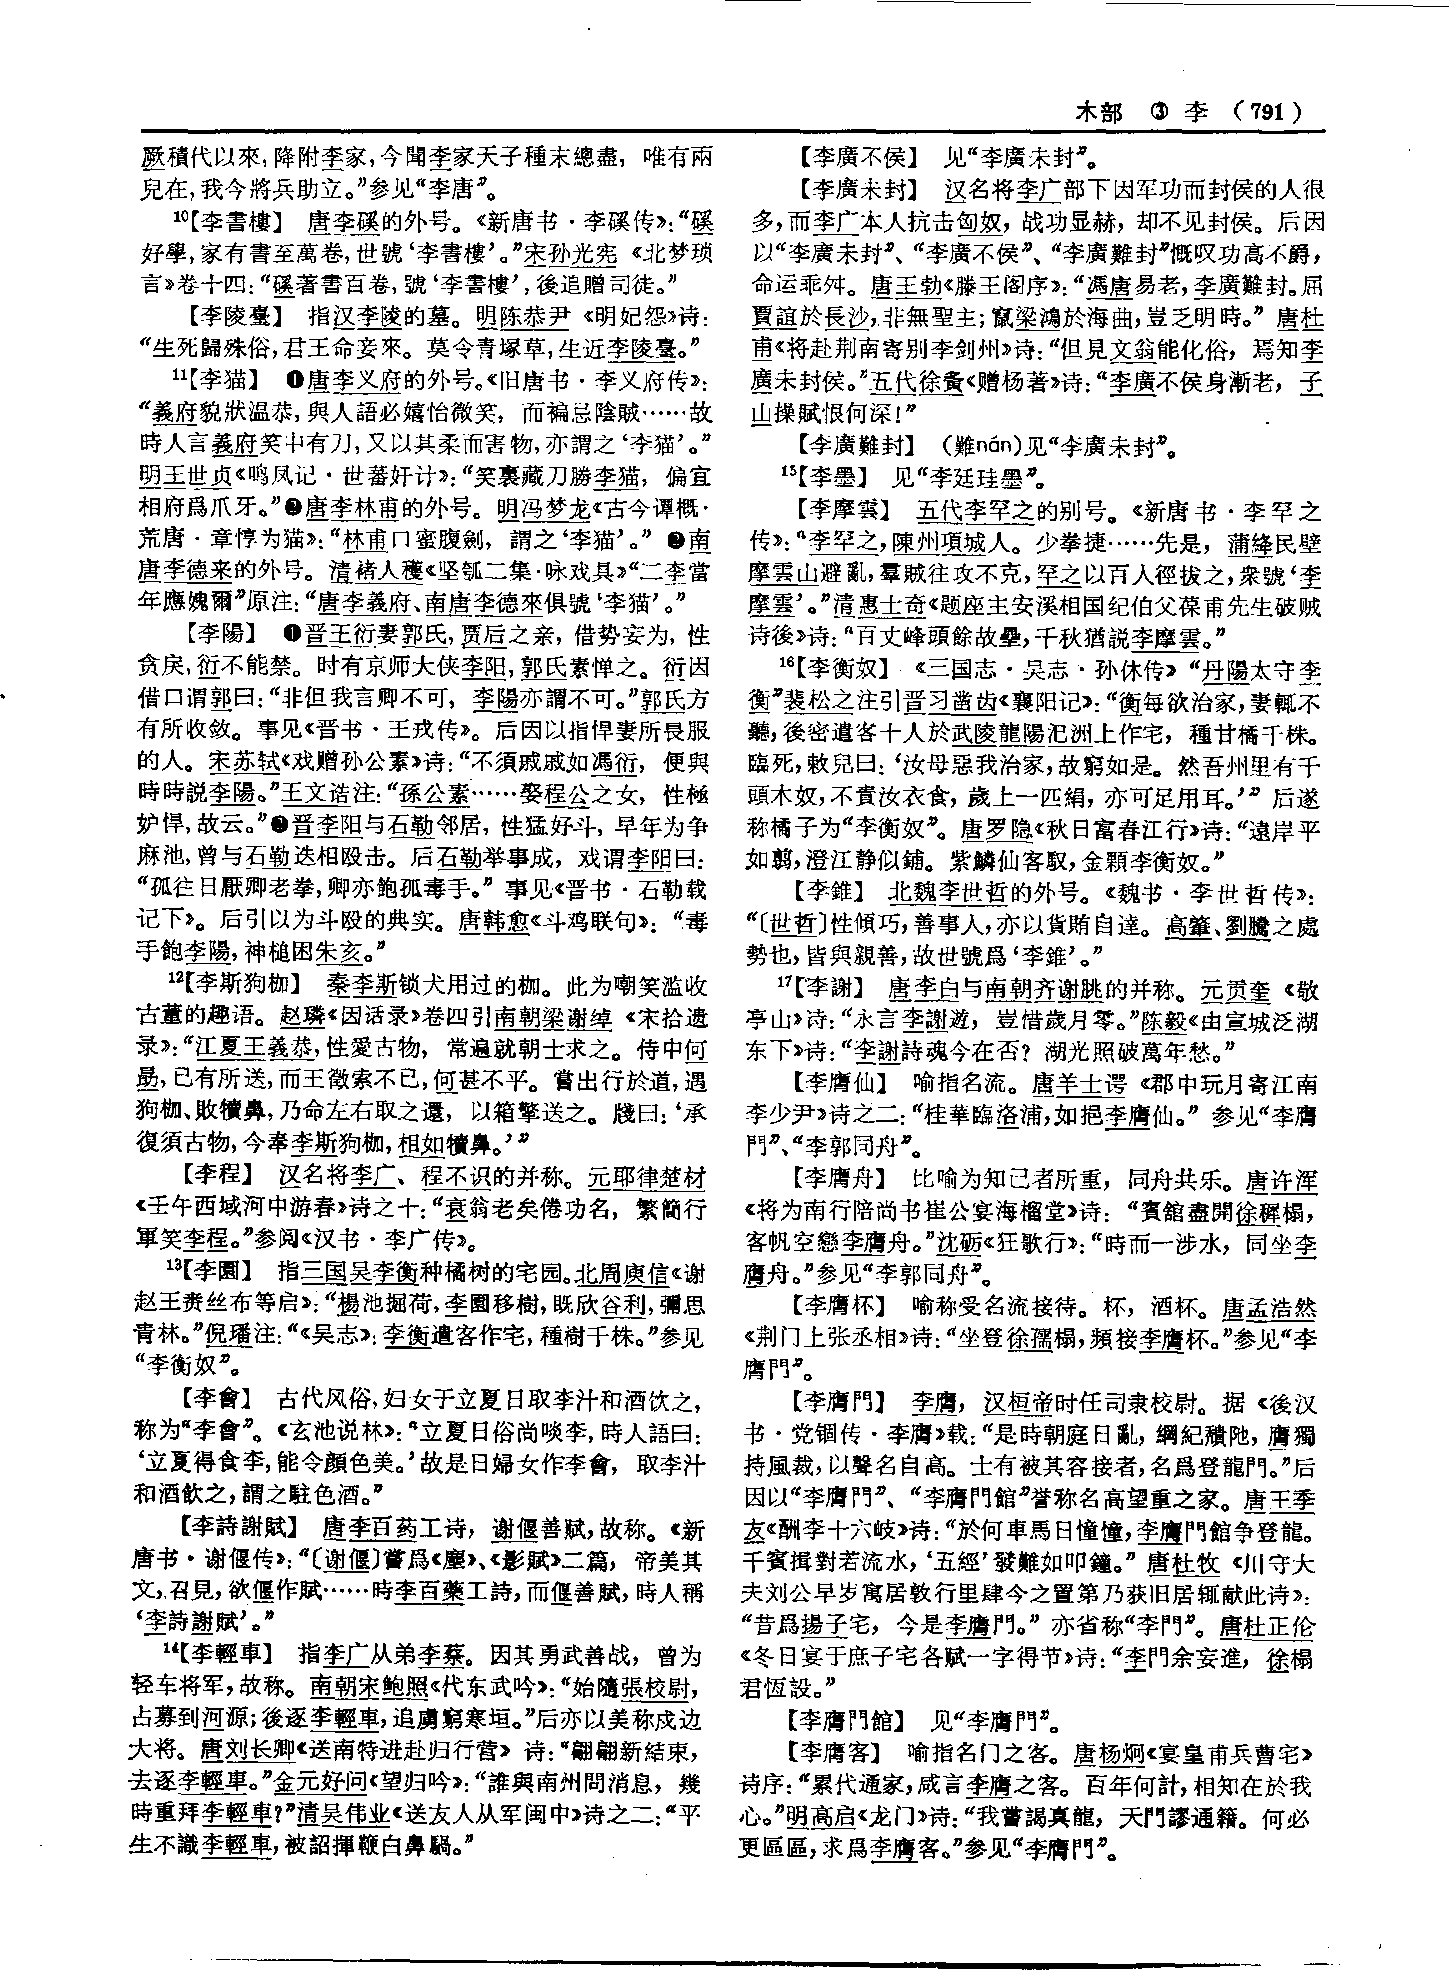 木部 ③ 李 （791）
厥積代以來，降附李家，今聞李家天子種末總盡，唯有兩
兒在，我今將兵助立。”参见“李唐”。
10【李書樓】 唐李磎的外号。《新唐书·李磎传》：“磎
好學，家有書至萬卷，世號‘李書樓’。”宋孙光宪《北梦琐
言》卷十四：“磎著書百卷，號‘李書樓’，後追贈司徒。”
【李陵臺】 指汉李陵的墓。明陈恭尹《明妃怨》诗：
“生死歸殊俗，君王命妾來。莫令青塚草，生近李陵臺。”
11【李猫】 ❶唐李义府的外号。《旧唐书·李义府传》：
“義府貌狀温恭，與人語必嬉怡微笑，而褊忌陰賊……故
時人言義府笑中有刀，又以其柔而害物，亦謂之‘李猫’。”
明王世贞《鸣凤记·世蕃奸计》：“笑裏藏刀勝李猫，偏宜
相府爲爪牙。”❷唐李林甫的外号。明冯梦龙《古今谭概·
荒唐·章惇为猫》：“林甫口蜜腹劍，謂之‘李猫’。”❷南
唐李德来的外号。清褚人穫《坚瓠二集·咏戏具》“二李當
年應媿爾”原注：“唐李義府、南唐李德來俱號‘李猫’。”
【李陽】 ❶晋王衍妻郭氏，贾后之亲，借势妄为，性
贪戾，衍不能禁。时有京师大侠李阳，郭氏素惮之。衍因
借口谓郭曰：“非但我言卿不可，李陽亦謂不可。”郭氏方
有所收敛。事见《晋书·王戎传》。后因以指悍妻所畏服
的人。宋苏轼《戏赠孙公素》诗：“不須戚戚如馮衍，便與
時時説李陽。”王文诰注：“孫公素……娶程公之女，性極
妒悍，故云。”❷晋李阳与石勒邻居，性猛好斗，早年为争
麻池，曾与石勒迭相殴击。后石勒举事成，戏谓李阳曰：
“孤往日厭卿老拳，卿亦飽孤毒手。”事见《晋书·石勒载
记下》。后引以为斗殴的典实。唐韩愈《斗鸡联句》：“毒
手飽李陽，神槌困朱亥。”
12【李斯狗枷】 秦李斯锁犬用过的枷。此为嘲笑滥收
古董的趣语。赵璘《因话录》卷四引南朝梁谢绰《宋拾遗
录》：“江夏王義恭，性愛古物，常遍就朝士求之。侍中何
勗，已有所送，而王徵索不已，何甚不平。嘗出行於道，遇
狗枷、敗犢鼻，乃命左右取之還，以箱擎送之。牋曰：‘承
復須古物，今奉李斯狗枷，相如犢鼻。’”
【李程】 汉名将李广、程不识的并称。元耶律楚材
《壬午西域河中游春》诗之十：“衰翁老矣倦功名，繁簡行
軍笑李程。”参阅《汉书·李广传》。
13【李園】 指三国吴李衡种橘树的宅园。北周庾信《谢
赵王赉丝布等启》：“楊池掘荷，李園移樹，既欣谷利，彌思
青林。”倪璠注：“《吴志》：李衡遣客作宅，種樹千株。”参见
“李衡奴”。
【李會】 古代风俗，妇女于立夏日取李汁和酒饮之，
称为“李會”。《玄池说林》：“立夏日俗尚啖李，時人語曰：
‘立夏得食李，能令顔色美。’故是日婦女作李會，取李汁
和酒飲之，謂之駐色酒。”
【李詩謝賦】 唐李百药工诗，谢偃善赋，故称。《新
唐书·谢偃传》：“〔谢偃〕嘗爲《塵》、《影賦》二篇，帝美其
文，召見，欲偃作賦……時李百藥工詩，而偃善賦，時人稱
‘李詩謝賦’。”
14【李輕車】 指李广从弟李蔡。因其勇武善战，曾为
轻车将军，故称。南朝宋鲍照《代东武吟》：“始隨張校尉，
占募到河源；後逐李輕車，追虜窮寒垣。”后亦以美称戍边
大将。唐刘长卿《送南特进赴归行营》诗：“翩翩新結束，
去逐李輕車。”金元好问《望归吟》：“誰與南州問消息，幾
時重拜李輕車？”清吴伟业《送友人从军闽中》诗之二：“平
生不識李輕車，被詔揮鞭白鼻騧。”
【李廣不侯】 见“李廣未封”。
【李廣未封】 汉名将李广部下因军功而封侯的人很
多，而李广本人抗击匈奴，战功显赫，却不见封侯。后因
以“李廣未封”、“李廣不侯”、“李廣難封”慨叹功高不爵，
命运乖舛。唐王勃《滕王阁序》：“馮唐易老，李廣難封。屈
賈誼於長沙，非無聖主；竄梁鴻於海曲，豈乏明時。”唐杜
甫《将赴荆南寄别李剑州》诗：“但見文翁能化俗，焉知李
廣未封侯。”五代徐夤《赠杨著》诗：“李廣不侯身漸老，子
山操賦恨何深！”
【李廣難封】 （難nán）见“李廣未封”。
15【李墨】 见“李廷珪墨”。
【李摩雲】 五代李罕之的别号。《新唐书·李罕之
传》：“李罕之，陳州項城人。少拳捷……先是，蒲絳民壁
摩雲山避亂，羣賊往攻不克，罕之以百人徑拔之，衆號‘李
摩雲’。”清惠士奇《题座主安溪相国纪伯父葆甫先生破贼
诗後》诗：“百丈峰頭餘故壘，千秋猶説李摩雲。”
16【李衡奴】 《三国志·吴志·孙休传》“丹陽太守李
衡”裴松之注引晋习凿齿《襄阳记》：“衡每欲治家，妻輒不
聽，後密遣客十人於武陵龍陽汜洲上作宅，種甘橘千株。
臨死，敕兒曰：‘汝母惡我治家，故窮如是。然吾州里有千
頭木奴，不責汝衣食，歲上一匹絹，亦可足用耳。’”后遂
称橘子为“李衡奴”。唐罗隐《秋日富春江行》诗：“遠岸平
如翦，澄江静似鋪。紫鱗仙客馭，金顆李衡奴。”
【李錐】 北魏李世哲的外号。《魏书·李世哲传》：
“〔世哲〕性傾巧，善事人，亦以貨賄自達。高肇、劉騰之處
勢也，皆與親善，故世號爲‘李錐’。”
17【李謝】 唐李白与南朝齐谢朓的并称。元贡奎《敬
亭山》诗：“永言李謝遊，豈惜歲月零。”陈毅《由宣城泛湖
东下》诗：“李謝詩魂今在否？湖光照破萬年愁。”
【李膺仙】 喻指名流。唐羊士谔《郡中玩月寄江南
李少尹》诗之二：“桂華臨洛浦，如挹李膺仙。”参见“李膺
門”、“李郭同舟”。
【李膺舟】 比喻为知己者所重，同舟共乐。唐许浑
《将为南行陪尚书崔公宴海榴堂》诗：“賓館盡開徐穉榻，
客帆空戀李膺舟。”沈砺《狂歌行》：“時而一涉水，同坐李
膺舟。”参见“李郭同舟”。
【李膺杯】 喻称受名流接待。杯，酒杯。唐孟浩然
《荆门上张丞相》诗：“坐登徐孺榻，頻接李膺杯。”参见“李
膺門”。
【李膺門】 李膺，汉桓帝时任司隶校尉。据《後汉
书·党锢传·李膺》载：“是時朝庭日亂，綱紀穨阤，膺獨
持風裁，以聲名自高。士有被其容接者，名爲登龍門。”后
因以“李膺門”、“李膺門館”誉称名高望重之家。唐王季
友《酬李十六岐》诗：“於何車馬日憧憧，李膺門館争登龍。
千賓揖對若流水，‘五經’發難如叩鐘。”唐杜牧《川守大
夫刘公早岁寓居敦行里肆今之置第乃获旧居辄献此诗》：
“昔爲揚子宅，今是李膺門。”亦省称“李門”。唐杜正伦
《冬日宴于庶子宅各赋一字得节》诗：“李門余妄進，徐榻
君恆設。”
【李膺門館】 见“李膺門”。
【李膺客】 喻指名门之客。唐杨炯《宴皇甫兵曹宅》
诗序：“累代通家，咸言李膺之客。百年何計，相知在於我
心。”明高启《龙门》诗：“我嘗謁真龍，天門謬通籍。何必
更區區，求爲李膺客。”参见“李膺門”。